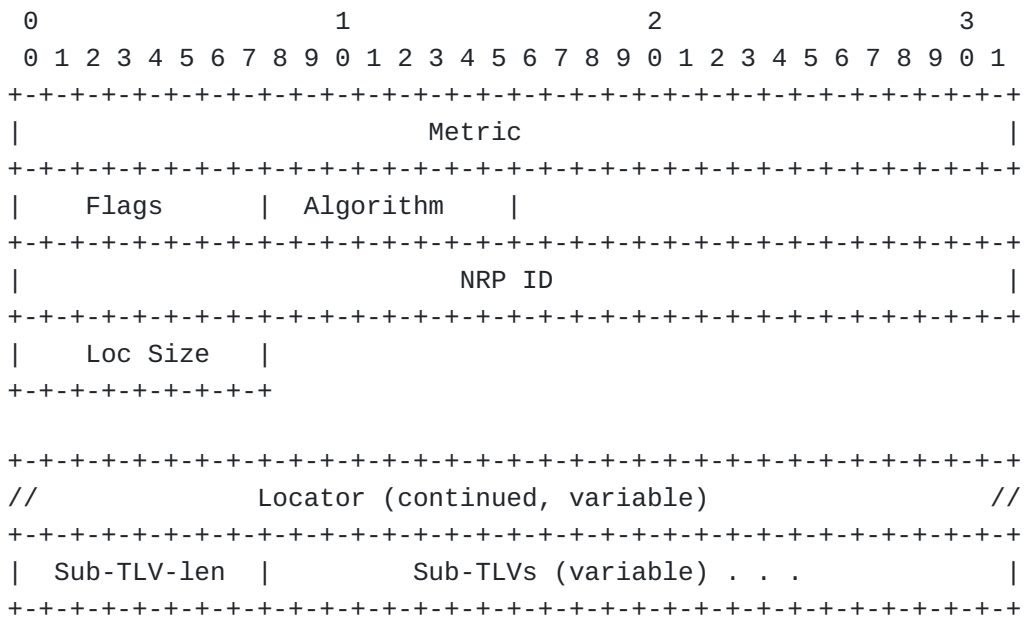 0                   1                   2                   3
 0 1 2 3 4 5 6 7 8 9 0 1 2 3 4 5 6 7 8 9 0 1 2 3 4 5 6 7 8 9 0 1
+-+-+-+-+-+-+-+-+-+-+-+-+-+-+-+-+-+-+-+-+-+-+-+-+-+-+-+-+-+-+-+-+
|                          Metric                               |
+-+-+-+-+-+-+-+-+-+-+-+-+-+-+-+-+-+-+-+-+-+-+-+-+-+-+-+-+-+-+-+-+
|    Flags      |  Algorithm    |
+-+-+-+-+-+-+-+-+-+-+-+-+-+-+-+-+-+-+-+-+-+-+-+-+-+-+-+-+-+-+-+-+
|                            NRP ID                             |
+-+-+-+-+-+-+-+-+-+-+-+-+-+-+-+-+-+-+-+-+-+-+-+-+-+-+-+-+-+-+-+-+
|    Loc Size   |
+-+-+-+-+-+-+-+-+

+-+-+-+-+-+-+-+-+-+-+-+-+-+-+-+-+-+-+-+-+-+-+-+-+-+-+-+-+-+-+-+-+
//              Locator (continued, variable)                  //
+-+-+-+-+-+-+-+-+-+-+-+-+-+-+-+-+-+-+-+-+-+-+-+-+-+-+-+-+-+-+-+-+
|  Sub-TLV-len  |         Sub-TLVs (variable) . . .             |
+-+-+-+-+-+-+-+-+-+-+-+-+-+-+-+-+-+-+-+-+-+-+-+-+-+-+-+-+-+-+-+-+